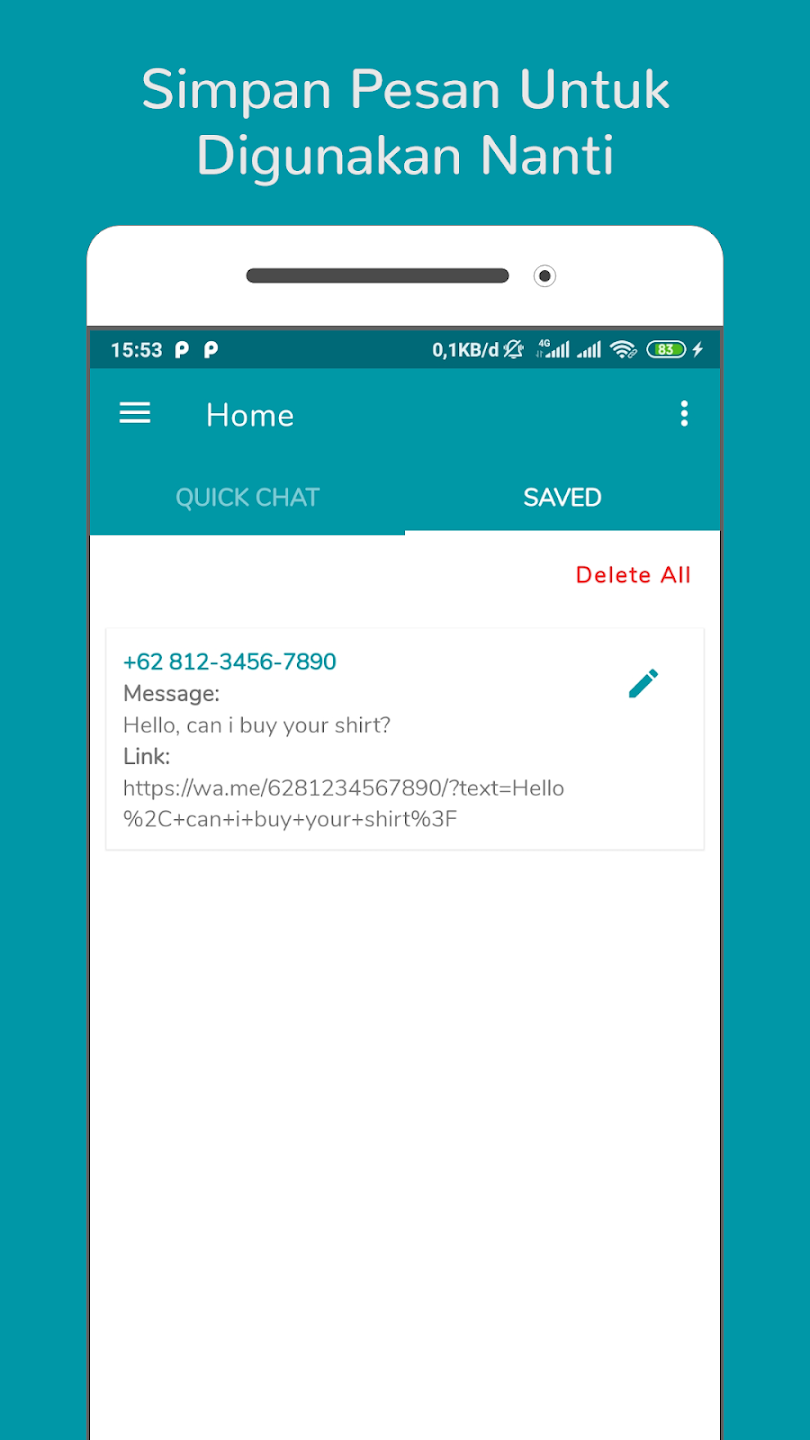 Simpan Pesan Untuk
Digunakan Nanti
15:53 P P 0,1KB/d 4G 83
Home
QUICK CHAT SAVED
Delete All
+62 812-3456-7890
Message:
Hello, can i buy your shirt?
Link:
https://wa.me/6281234567890/?text=Hello
%2C+can+i+buy+your+shirt%3F